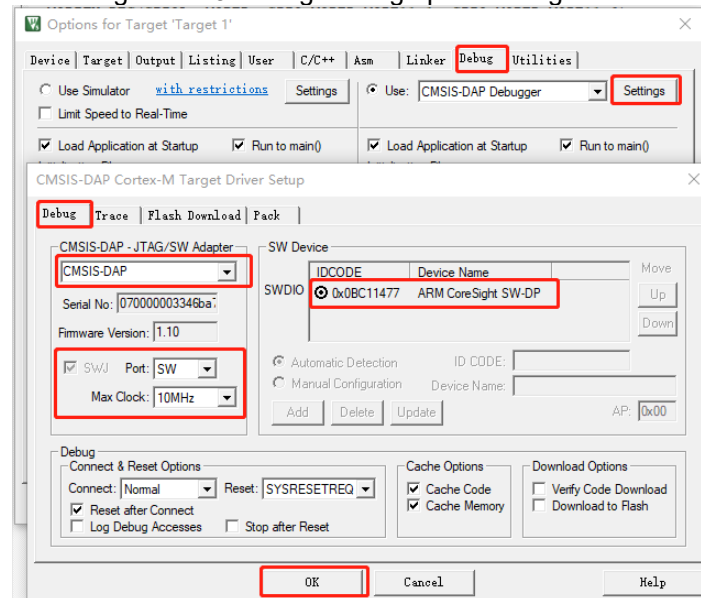 Options for Target 'Target 1'
Device Target Output Listing User C/C++ Asm Linker Debug Utilities
Use Simulator with restrictions Settings Use: CMSIS-DAP Debugger Settings
Limit Speed to Real-Time
Load Application at Startup Run to main() Load Application at Startup Run to main()
CMSIS-DAP Cortex-M Target Driver Setup
Debug Trace Flash Download Pack
CMSIS-DAP - JTAG/SW Adapter SW Device
CMSIS-DAP IDCODE Device Name Move
SWDIO 0x0BC11477 ARM CoreSight SW-DP Up
Serial No: 070000003346ba
Firmware Version: 1.10 Down
SWJ Port: SW Automatic Detection ID CODE:
Manual Configuration Device Name:
Max Clock: 10MHz Add Delete Update AP: 0x00
Debug
Connect & Reset Options Cache Options Download Options
Connect: Normal Reset: SYSRESETREQ Cache Code Verify Code Download
Reset after Connect Cache Memory Download to Flash
Log Debug Accesses Stop after Reset
OK Cancel Help